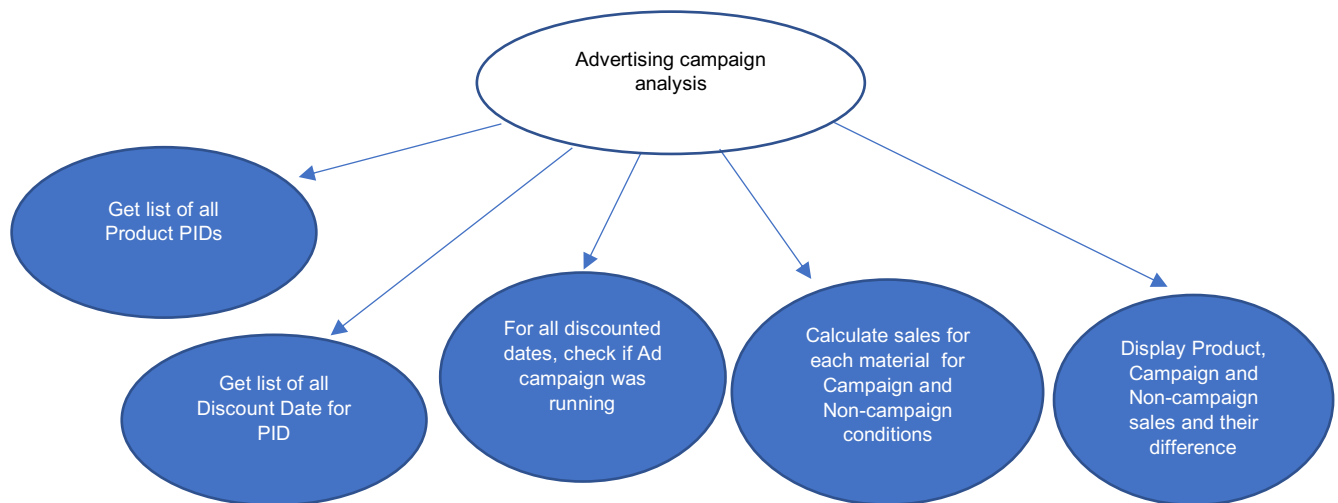 Advertising campaign
analysis
Get list of all
Product PIDs
Get list of all
Discount Date for
PID
For all discounted
dates, check if Ad
campaign was
running
Calculate sales for
each material  for
Campaign and
Non-campaign
conditions
Display Product,
Campaign and
Non-campaign
sales and their
difference